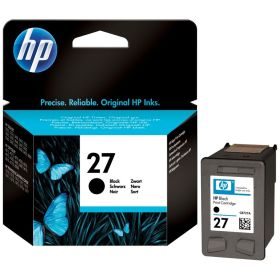 hp
Precise. Reliable. Original HP Inks.
27
Black Zwart
Schwarz Nero
Noir Sort
hp
HP Black
Print Cartridge
C8727A
27